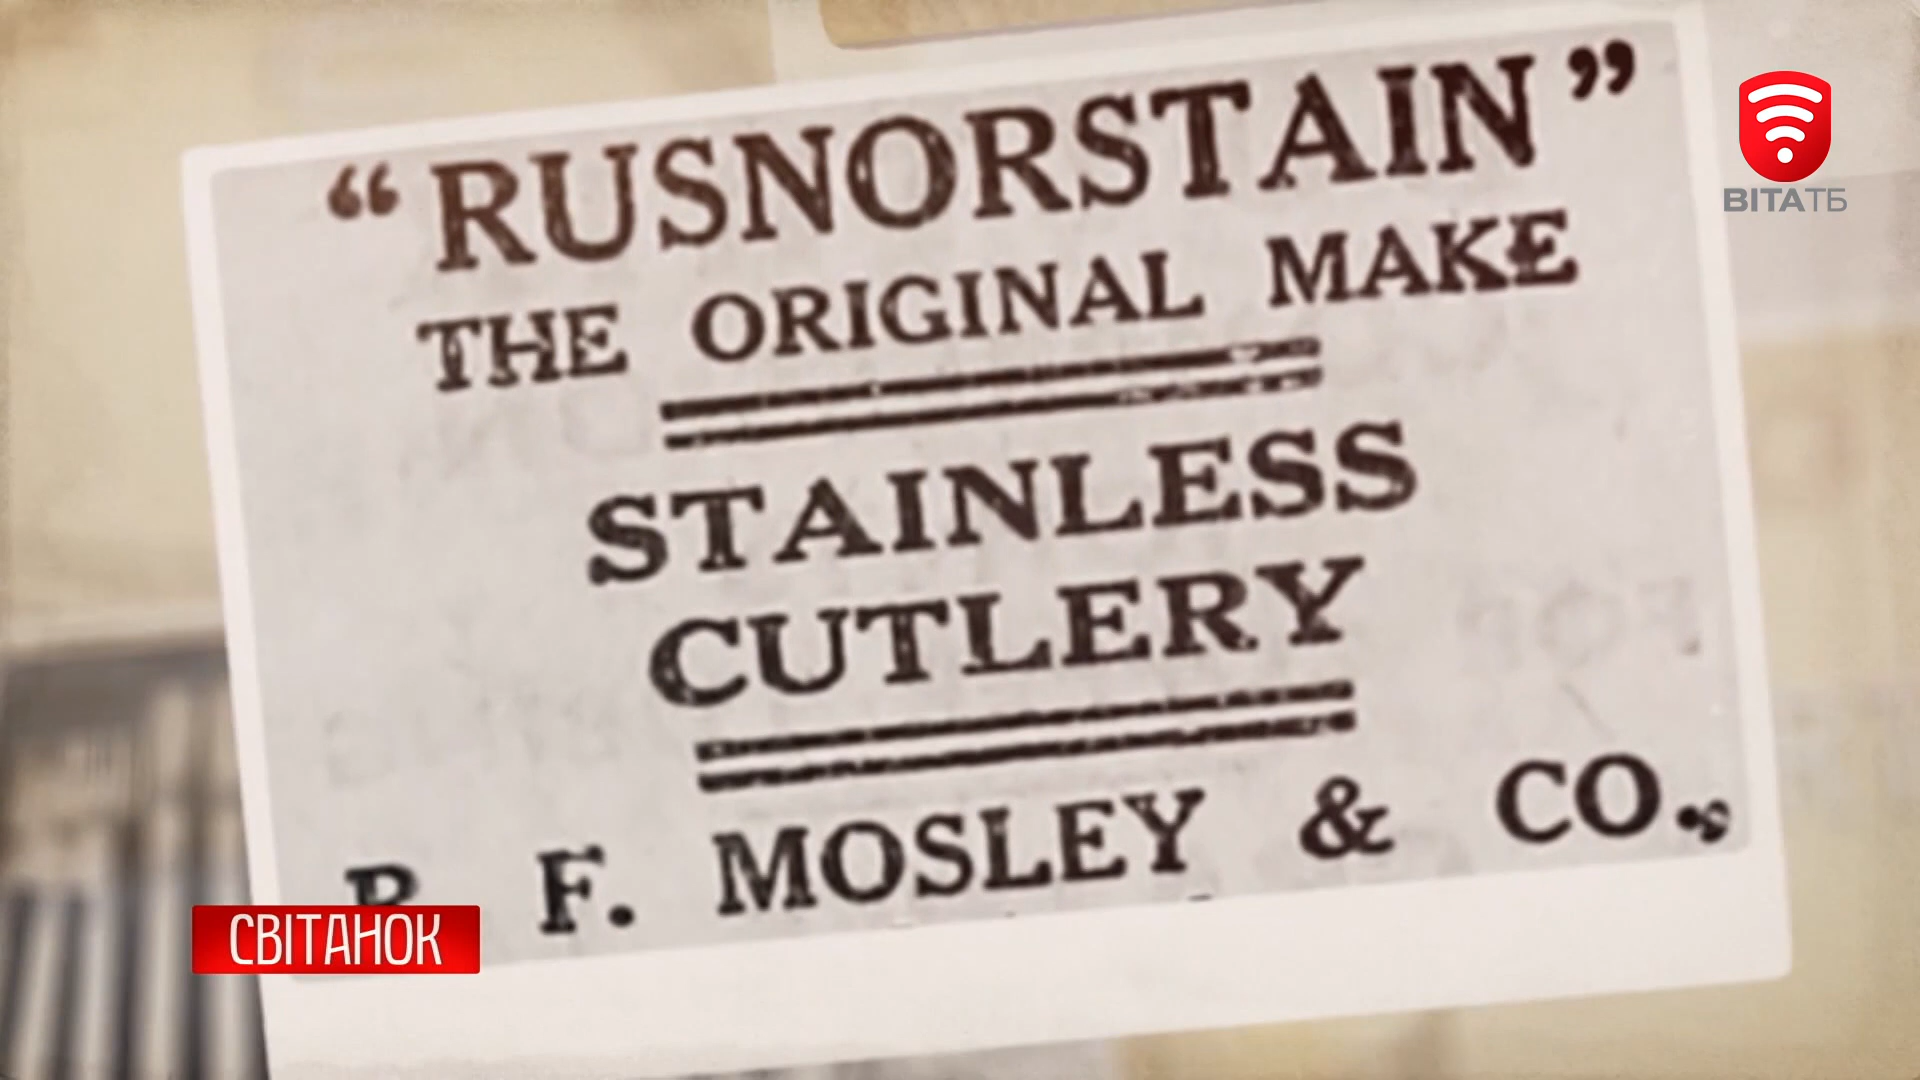 “RUSNORSTAIN”
THE ORIGINAL MAKE
STAINLESS
CUTLERY
F. MOSLEY & CO.,
СВІТАНОК
ВІТАТБ